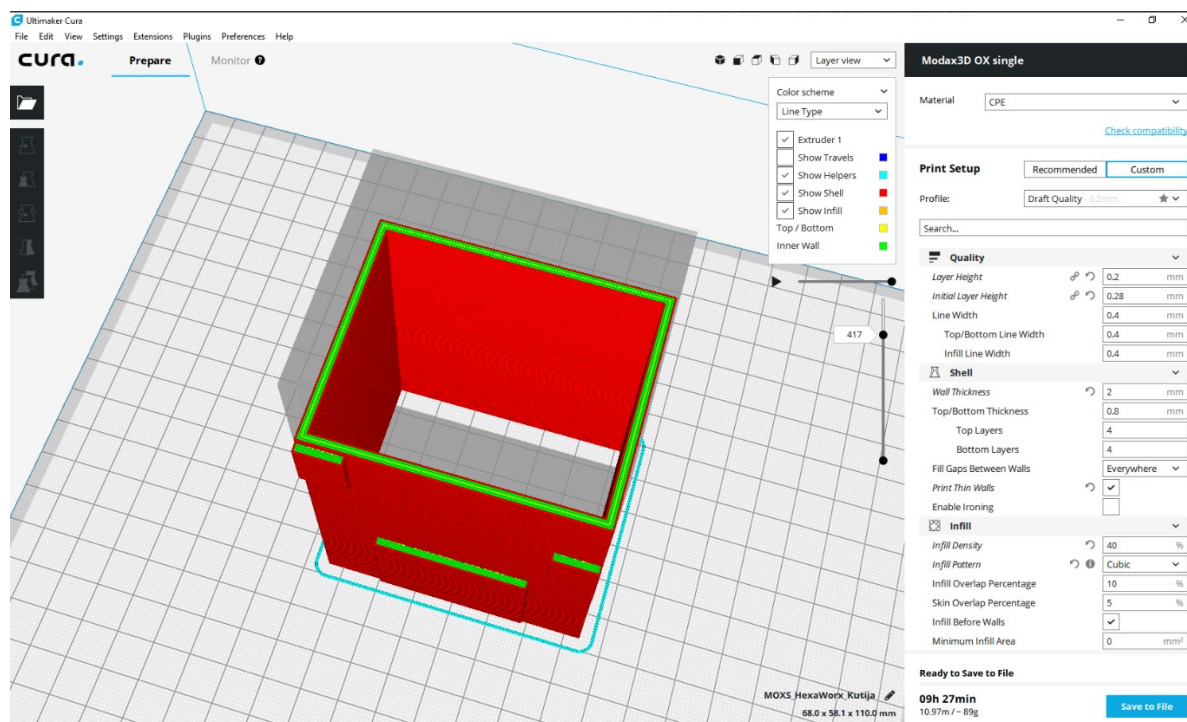 Ultimaker Cura
File Edit View Settings Extensions Plugins Preferences Help
cura. Prepare Monitor
Layer view
Color scheme
Line Type
Extruder 1
Show Travels
Show Helpers
Show Shell
Show Infill
Top / Bottom
Inner Wall
417
MOXS_HexaWorx_Kutija
68.0 x 58.1 x 110.0 mm
Modax3D OX single
Material CPE
Check compatibility
Print Setup Recommended Custom
Profile: Draft Quality - 0.2mm
Search...
Quality
Layer Height 0.2 mm
Initial Layer Height 0.28 mm
Line Width 0.4 mm
Top/Bottom Line Width 0.4 mm
Infill Line Width 0.4 mm
Shell
Wall Thickness 2 mm
Top/Bottom Thickness 0.8 mm
Top Layers 4
Bottom Layers 4
Fill Gaps Between Walls Everywhere
Print Thin Walls
Enable Ironing
Infill
Infill Density 40 %
Infill Pattern Cubic
Infill Overlap Percentage 10 %
Skin Overlap Percentage 5 %
Infill Before Walls
Minimum Infill Area 0 mm²
Ready to Save to File
09h 27min
10.97m / ~ 89g
Save to File